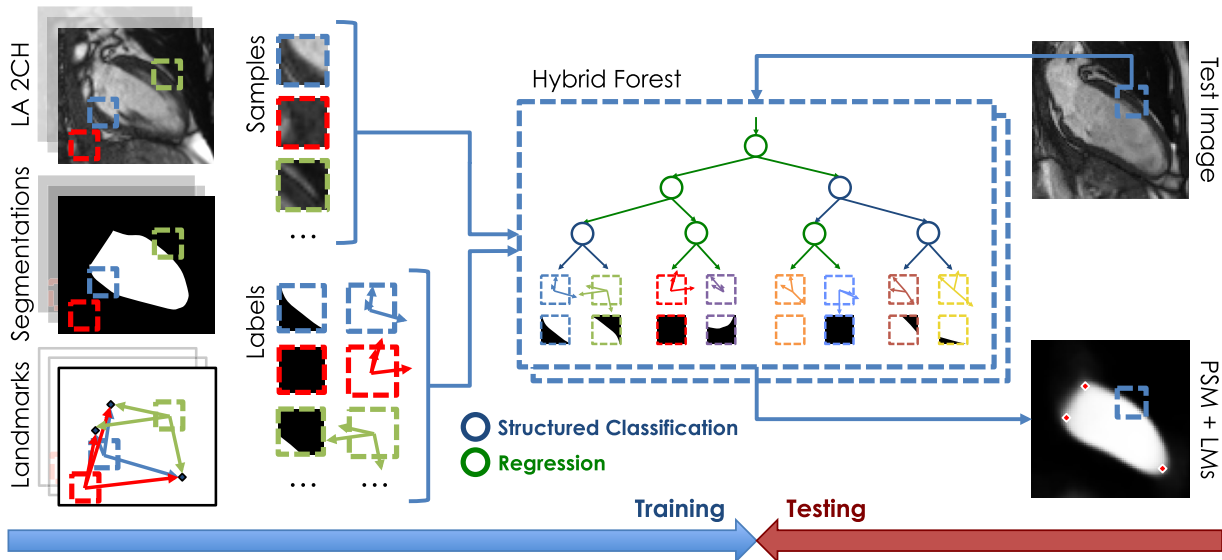 LA 2CH
Segmentations
Landmarks
Samples
...
Labels
... ...
Hybrid Forest
Structured Classification
Regression
Test Image
PSM + LMs
Training
Testing